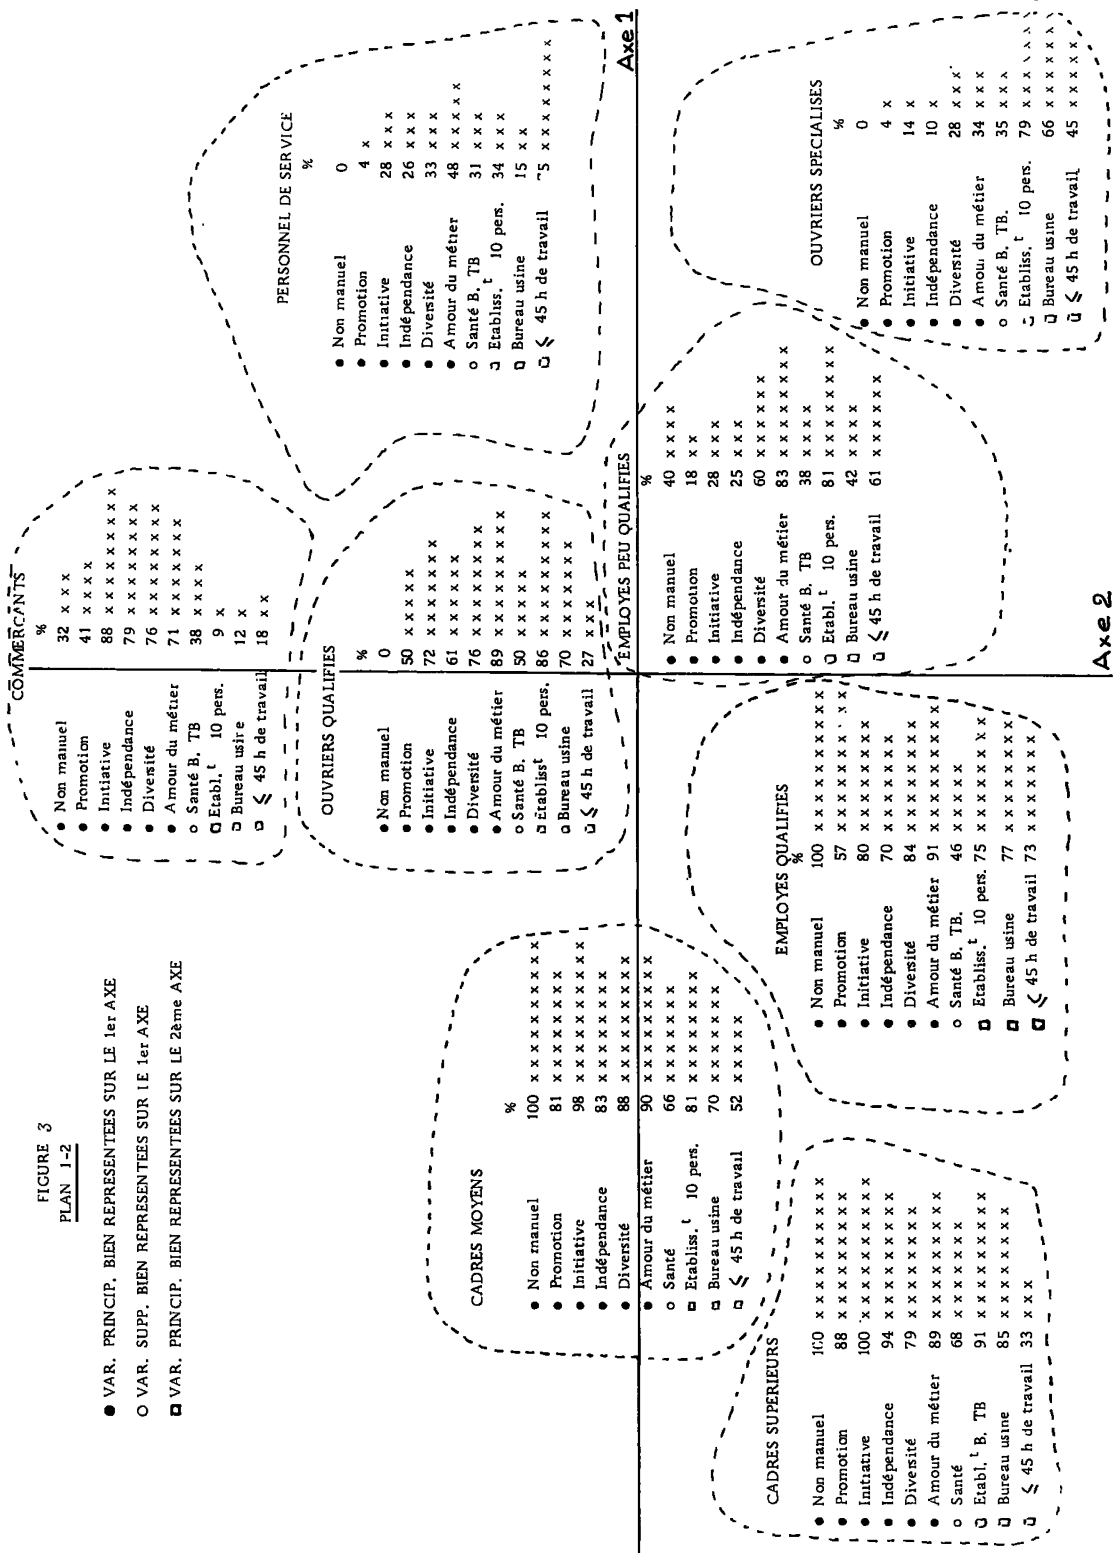 FIGURE 3
PLAN 1-2
● VAR. PRINCIP. BIEN REPRESENTEES SUR LE 1er AXE
○ VAR. SUPP. BIEN REPRESENTEES SUR LE 1er AXE
◘ VAR. PRINCIP. BIEN REPRESENTEES SUR LE 2ème AXE
COMMERCANTS
%
● Non manuel 32 x x x
● Promotion 41 x x x x
● Initiative 88 x x x x x x x x x
● Indépendance 79 x x x x x x x x
● Diversité 76 x x x x x x x x
● Amour du métier 71 x x x x x x x
○ Santé B. TB 38 x x x x
◘ Etabl.t 10 pers. 9 x
◘ Bureau usine 12 x
◘ ⩽ 45 h de travail 18 x x
PERSONNEL DE SERVICE
%
● Non manuel 0
● Promotion 4 x
● Initiative 28 x x x
● Indépendance 26 x x x
● Diversité 33 x x x
● Amour du métier 48 x x x x x
○ Santé B. TB 31 x x x
◘ Etabliss.t 10 pers. 34 x x x
◘ Bureau usine 15 x x
◘ ⩽ 45 h de travail 5 x x x x x x x x
OUVRIERS QUALIFIES
%
● Non manuel 0
● Promotion 50 x x x x x
● Initiative 72 x x x x x x x
● Indépendance 61 x x x x x x
● Diversité 76 x x x x x x x x
● Amour du métier 89 x x x x x x x x x
○ Santé B. TB 50 x x x x x
◘ Etablisst 10 pers. 86 x x x x x x x x x
◘ Bureau usine 70 x x x x x x x
◘ ⩽ 45 h de travail 27 x x x
Axe 1
CADRES MOYENS
%
● Non manuel 100 x x x x x x x x x x
● Promotion 81 x x x x x x x x
● Initiative 98 x x x x x x x x x x
● Indépendance 83 x x x x x x x x
● Diversité 88 x x x x x x x x x
● Amour du métier 90 x x x x x x x x x
○ Santé 66 x x x x x x x
◘ Etabliss.t 10 pers. 81 x x x x x x x x
◘ Bureau usine 70 x x x x x x x
◘ ⩽ 45 h de travail 52 x x x x x
EMPLOYES PEU QUALIFIES
%
● Non manuel 40 x x x x
● Promotion 18 x x
● Initiative 28 x x x
● Indépendance 25 x x x
● Diversité 60 x x x x x x
● Amour du métier 83 x x x x x x x x
○ Santé B. TB 38 x x x x
◘ Etabl.t 10 pers. 81 x x x x x x x x
◘ Bureau usine 42 x x x x
◘ ⩽ 45 h de travail 61 x x x x x x
CADRES SUPERIEURS
● Non manuel 100 x x x x x x x x x x
● Promotion 88 x x x x x x x x x
● Initiative 100 x x x x x x x x x x
● Indépendance 94 x x x x x x x x x
● Diversité 79 x x x x x x x x
● Amour du métier 89 x x x x x x x x x
○ Santé 68 x x x x x x x
◘ Etabl.t B. TB 91 x x x x x x x x x
◘ Bureau usine 85 x x x x x x x x x
◘ ⩽ 45 h de travail 33 x x x
EMPLOYES QUALIFIES
%
● Non manuel 100 x x x x x x x x x x
● Promotion 57 x x x x x x
● Initiative 80 x x x x x x x x
● Indépendance 70 x x x x x x x
● Diversité 84 x x x x x x x x
● Amour du métier 91 x x x x x x x x x
○ Santé B. TB. 46 x x x x x
◘ Etabliss.t 10 pers. 75 x x x x x x x x
◘ Bureau usine 77 x x x x x x x x
◘ ⩽ 45 h de travail 73 x x x x x x x
OUVRIERS SPECIALISES
%
● Non manuel 0
● Promotion 4 x
● Initiative 14 x
● Indépendance 10 x
● Diversité 28 x x x
● Amour du métier 34 x x x
○ Santé B. TB. 35 x x x
◘ Etabliss.t 10 pers. 79 x x x x x x x x
◘ Bureau usine 66 x x x x x x x
◘ ⩽ 45 h de travail 45 x x x x x
Axe 2